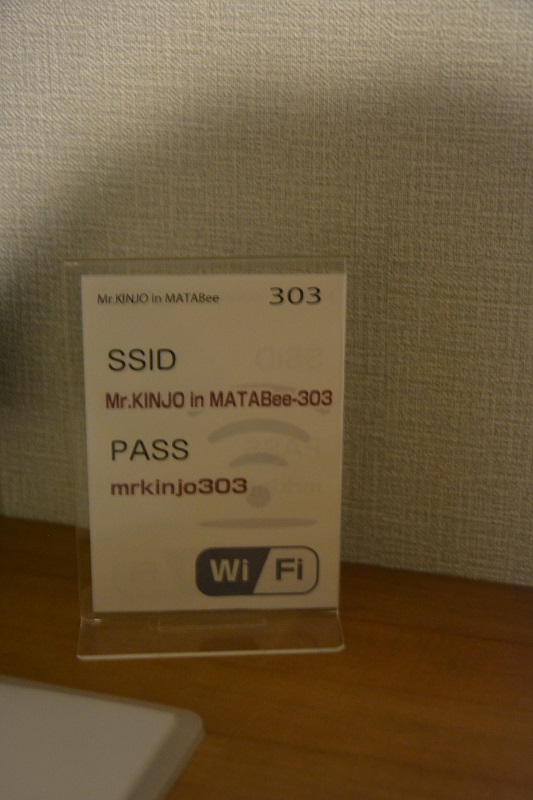 Mr.KINJO in MATABee 303
SSID
Mr.KINJO in MATABee-303
PASS
mrkinjo303
Wi Fi